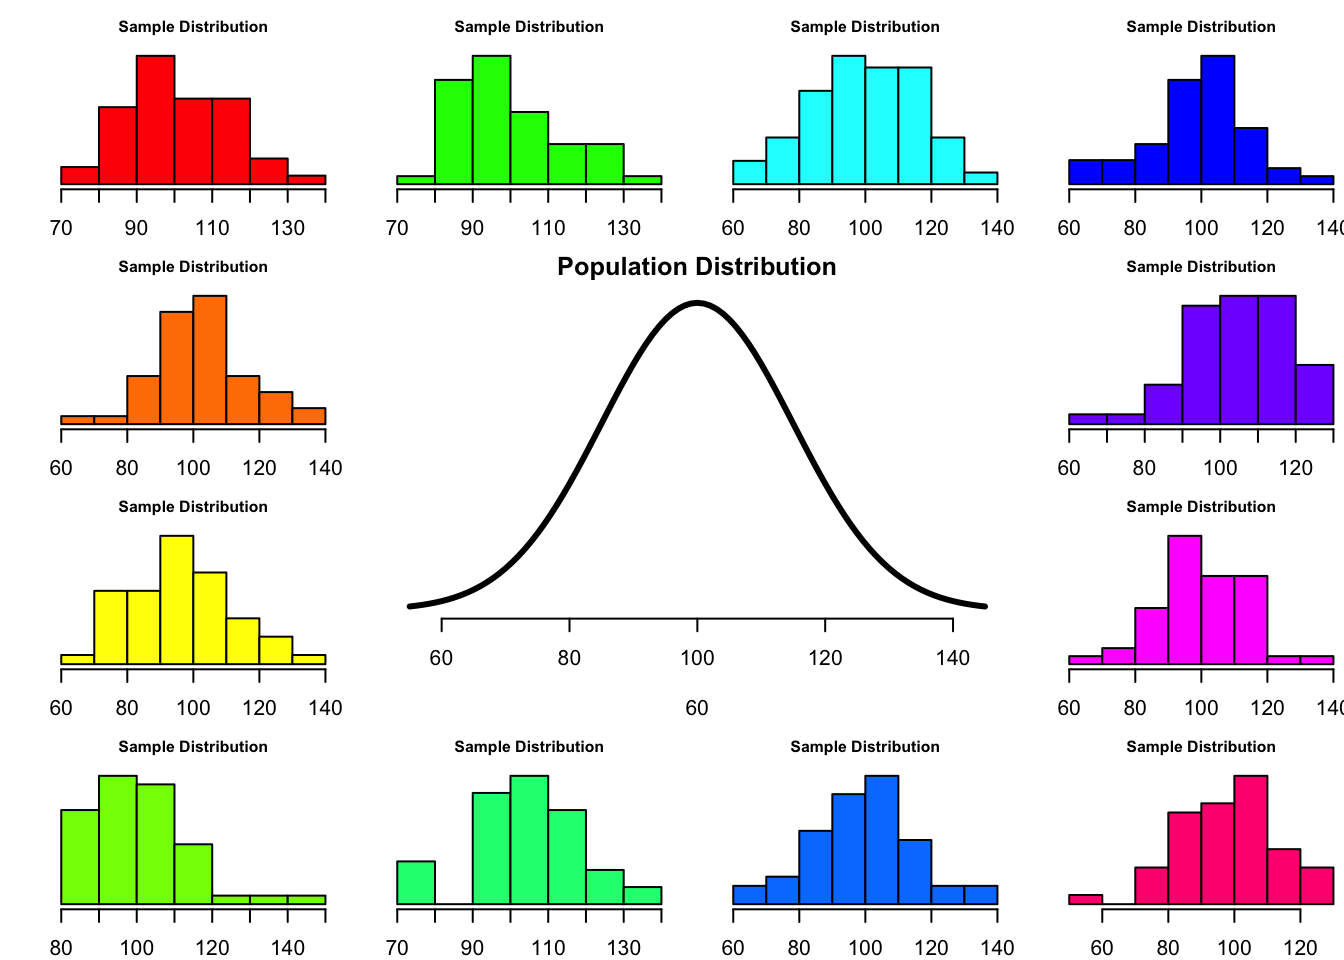 Sample Distribution Sample Distribution Sample Distribution Sample Distribution
70 90 110 130 70 90 110 130 60 80 100 120 140 60 80 100 120 140
Sample Distribution Population Distribution Sample Distribution
60 80 100 120 140 60 80 100 120
Sample Distribution Sample Distribution
60 80 100 120 140
60 80 100 120 140 60 60 80 100 120 140
Sample Distribution Sample Distribution Sample Distribution Sample Distribution
80 100 120 140 70 90 110 130 60 80 100 120 140 60 80 100 120